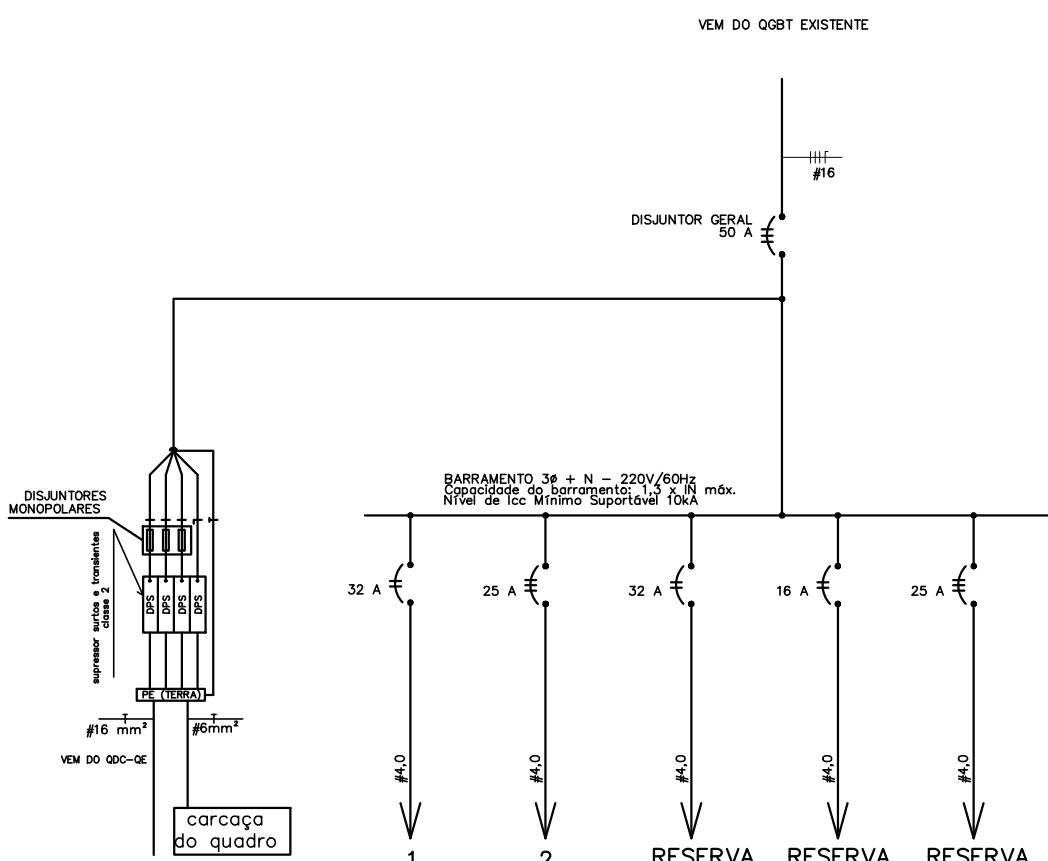 VEM DO QGBT EXISTENTE
#16
DISJUNTOR GERAL
50 A
BARRAMENTO 3ø + N - 220V/60Hz
Capacidade do barramento: 1,3 x IN máx.
Nível de Icc Mínimo Suportável 10kA
DISJUNTORES
MONOPOLARES
supressor surtos e transientes
classe 2
DPS
DPS
DPS
DPS
PE (TERRA)
#16 mm²
#6mm²
VEM DO QDC-QE
carcaça
do quadro
32 A
25 A
32 A
16 A
25 A
#4,0
#4,0
#4,0
#4,0
#4,0
1
2
RESERVA
RESERVA
RESERVA